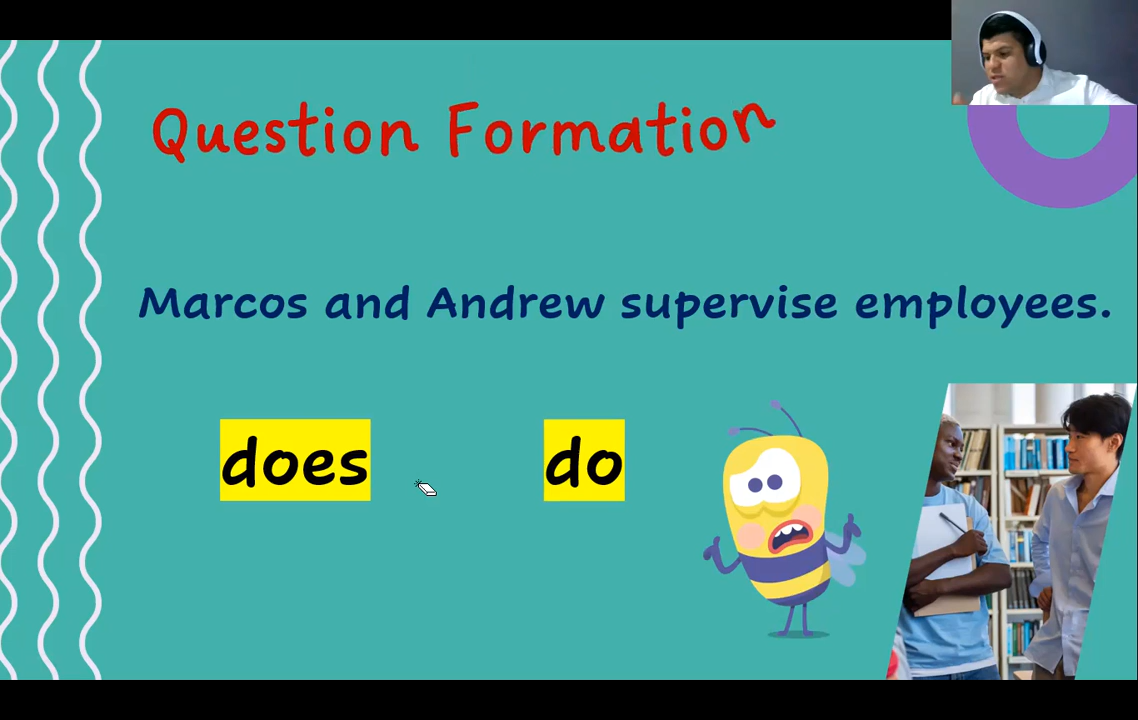 Question Formation
Marcos and Andrew supervise employees.
does do